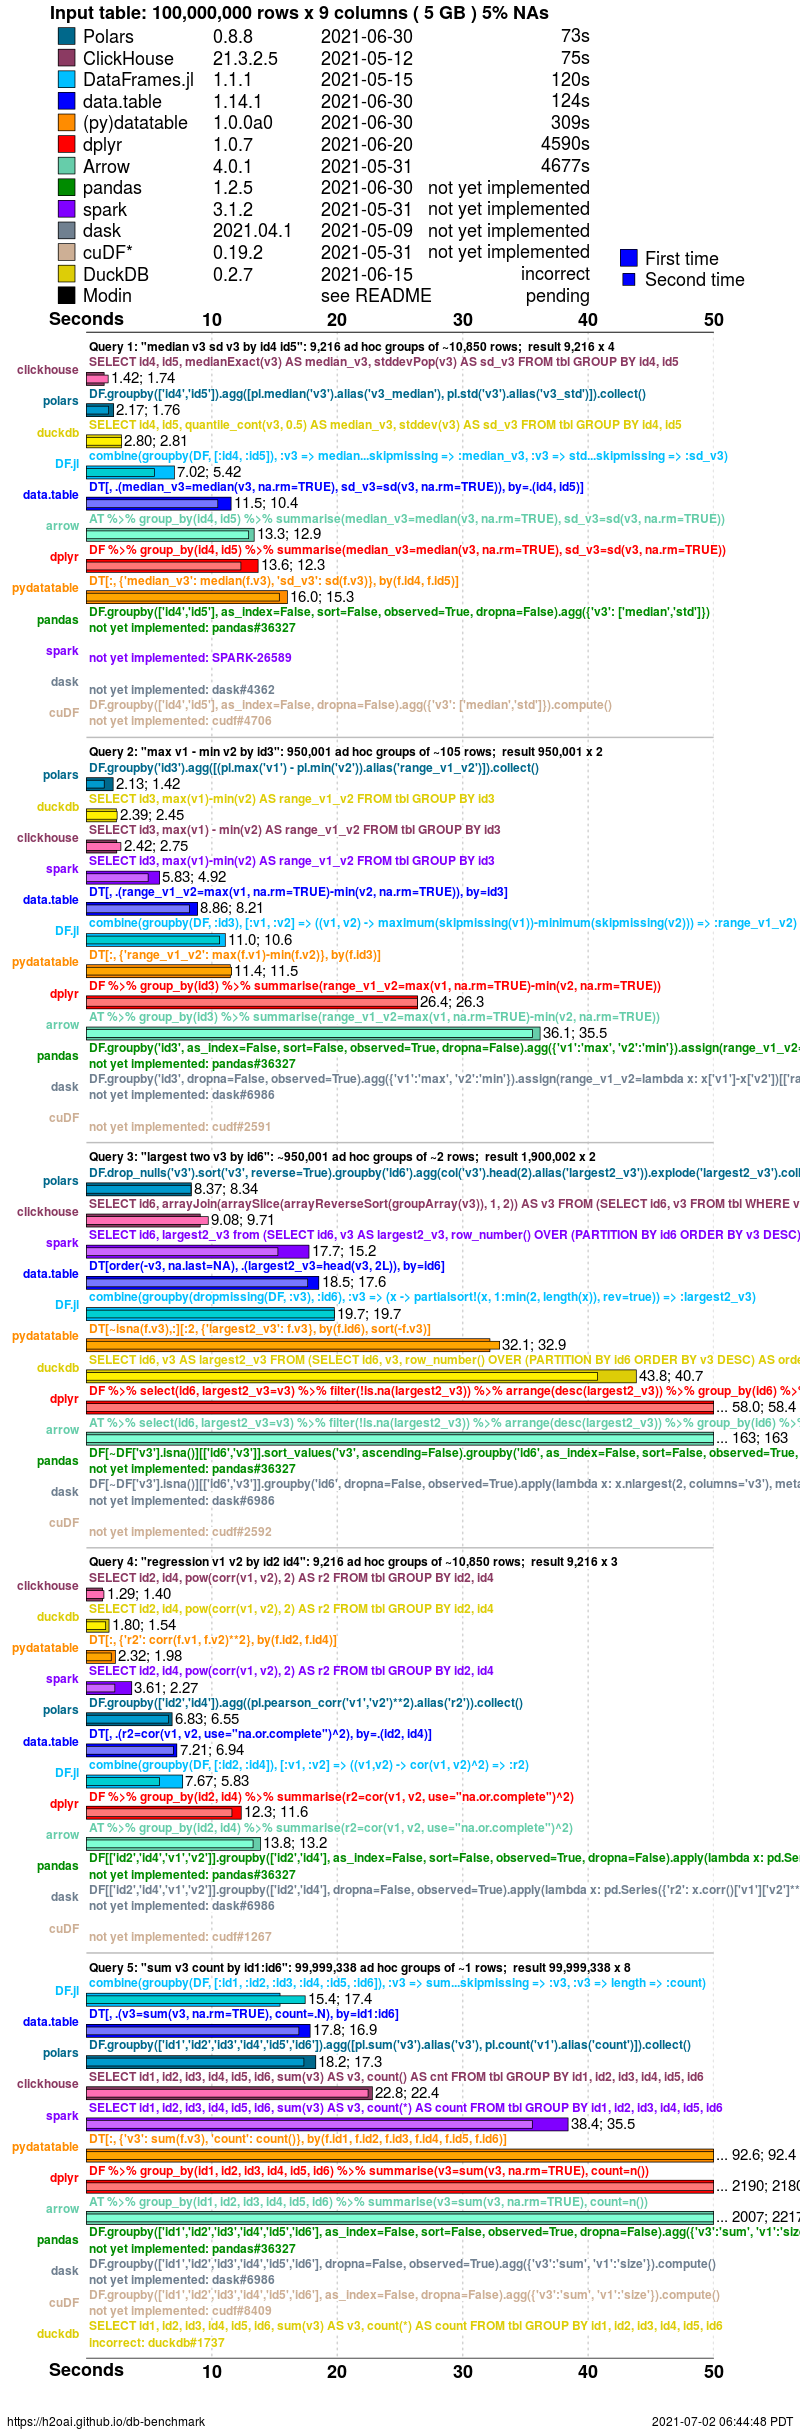 Input table: 100,000,000 rows x 9 columns ( 5 GB ) 5% NAs
Polars 0.8.8 2021-06-30 73s
ClickHouse 21.3.2.5 2021-05-12 75s
DataFrames.jl 1.1.1 2021-05-15 120s
data.table 1.14.1 2021-06-30 124s
(py)datatable 1.0.0a0 2021-06-30 309s
dplyr 1.0.7 2021-06-20 4590s
Arrow 4.0.1 2021-05-31 4677s
pandas 1.2.5 2021-06-30 not yet implemented
spark 3.1.2 2021-05-31 not yet implemented
dask 2021.04.1 2021-05-09 not yet implemented
cuDF* 0.19.2 2021-05-31 not yet implemented
First time
DuckDB 0.2.7 2021-06-15 incorrect
Second time
Modin see README pending
Seconds 10 20 30 40 50
Query 1: "median v3 sd v3 by id4 id5": 9,216 ad hoc groups of ~10,850 rows; result 9,216 x 4
SELECT id4, id5, medianExact(v3) AS median_v3, stddevPop(v3) AS sd_v3 FROM tbl GROUP BY id4, id5
clickhouse 1.42; 1.74
DF.groupby(['id4','id5']).agg([pl.median('v3').alias('v3_median'), pl.std('v3').alias('v3_std')]).collect()
polars 2.17; 1.76
SELECT id4, id5, quantile_cont(v3, 0.5) AS median_v3, stddev(v3) AS sd_v3 FROM tbl GROUP BY id4, id5
duckdb 2.80; 2.81
combine(groupby(DF, [:id4, :id5]), :v3 => median...skipmissing => :median_v3, :v3 => std...skipmissing => :sd_v3)
DF.jl 7.02; 5.42
DT[, .(median_v3=median(v3, na.rm=TRUE), sd_v3=sd(v3, na.rm=TRUE)), by=.(id4, id5)]
data.table 11.5; 10.4
AT %>% group_by(id4, id5) %>% summarise(median_v3=median(v3, na.rm=TRUE), sd_v3=sd(v3, na.rm=TRUE))
arrow 13.3; 12.9
DF %>% group_by(id4, id5) %>% summarise(median_v3=median(v3, na.rm=TRUE), sd_v3=sd(v3, na.rm=TRUE))
dplyr 13.6; 12.3
DT[:, {'median_v3': median(f.v3), 'sd_v3': sd(f.v3)}, by(f.id4, f.id5)]
pydatatable 16.0; 15.3
DF.groupby(['id4','id5'], as_index=False, sort=False, observed=True, dropna=False).agg({'v3': ['median','std']})
pandas not yet implemented: pandas#36327
spark not yet implemented: SPARK-26589
dask not yet implemented: dask#4362
DF.groupby(['id4','id5'], as_index=False, dropna=False).agg({'v3': ['median','std']}).compute()
cuDF not yet implemented: cudf#4706
Query 2: "max v1 - min v2 by id3": 950,001 ad hoc groups of ~105 rows; result 950,001 x 2
DF.groupby('id3').agg([(pl.max('v1') - pl.min('v2')).alias('range_v1_v2')]).collect()
polars 2.13; 1.42
SELECT id3, max(v1)-min(v2) AS range_v1_v2 FROM tbl GROUP BY id3
duckdb 2.39; 2.45
SELECT id3, max(v1) - min(v2) AS range_v1_v2 FROM tbl GROUP BY id3
clickhouse 2.42; 2.75
SELECT id3, max(v1)-min(v2) AS range_v1_v2 FROM tbl GROUP BY id3
spark 5.83; 4.92
DT[, .(range_v1_v2=max(v1, na.rm=TRUE)-min(v2, na.rm=TRUE)), by=id3]
data.table 8.86; 8.21
combine(groupby(DF, :id3), [:v1, :v2] => ((v1, v2) -> maximum(skipmissing(v1))-minimum(skipmissing(v2))) => :range_v1_v2)
DF.jl 11.0; 10.6
DT[:, {'range_v1_v2': max(f.v1)-min(f.v2)}, by(f.id3)]
pydatatable 11.4; 11.5
DF %>% group_by(id3) %>% summarise(range_v1_v2=max(v1, na.rm=TRUE)-min(v2, na.rm=TRUE))
dplyr 26.4; 26.3
AT %>% group_by(id3) %>% summarise(range_v1_v2=max(v1, na.rm=TRUE)-min(v2, na.rm=TRUE))
arrow 36.1; 35.5
DF.groupby('id3', as_index=False, sort=False, observed=True, dropna=False).agg({'v1':'max', 'v2':'min'}).assign(range_v1_v2=
pandas not yet implemented: pandas#36327
DF.groupby('id3', dropna=False, observed=True).agg({'v1':'max', 'v2':'min'}).assign(range_v1_v2=lambda x: x['v1']-x['v2'])[['ra
dask not yet implemented: dask#6986
cuDF not yet implemented: cudf#2591
Query 3: "largest two v3 by id6": ~950,001 ad hoc groups of ~2 rows; result 1,900,002 x 2
DF.drop_nulls('v3').sort('v3', reverse=True).groupby('id6').agg(col('v3').head(2).alias('largest2_v3')).explode('largest2_v3').coll
polars 8.37; 8.34
SELECT id6, arrayJoin(arraySlice(arrayReverseSort(groupArray(v3)), 1, 2)) AS v3 FROM (SELECT id6, v3 FROM tbl WHERE v
clickhouse 9.08; 9.71
SELECT id6, largest2_v3 from (SELECT id6, v3 AS largest2_v3, row_number() OVER (PARTITION BY id6 ORDER BY v3 DESC)
spark 17.7; 15.2
DT[order(-v3, na.last=NA), .(largest2_v3=head(v3, 2L)), by=id6]
data.table 18.5; 17.6
combine(groupby(dropmissing(DF, :v3), :id6), :v3 => (x -> partialsort!(x, 1:min(2, length(x)), rev=true)) => :largest2_v3)
DF.jl 19.7; 19.7
DT[~isna(f.v3),:][:2, {'largest2_v3': f.v3}, by(f.id6), sort(-f.v3)]
pydatatable 32.1; 32.9
SELECT id6, v3 AS largest2_v3 FROM (SELECT id6, v3, row_number() OVER (PARTITION BY id6 ORDER BY v3 DESC) AS orde
duckdb 43.8; 40.7
DF %>% select(id6, largest2_v3=v3) %>% filter(!is.na(largest2_v3)) %>% arrange(desc(largest2_v3)) %>% group_by(id6) %>%
dplyr ... 58.0; 58.4
AT %>% select(id6, largest2_v3=v3) %>% filter(!is.na(largest2_v3)) %>% arrange(desc(largest2_v3)) %>% group_by(id6) %>%
arrow ... 163; 163
DF[~DF['v3'].isna()][['id6','v3']].sort_values('v3', ascending=False).groupby('id6', as_index=False, sort=False, observed=True,
pandas not yet implemented: pandas#36327
DF[~DF['v3'].isna()][['id6','v3']].groupby('id6', dropna=False, observed=True).apply(lambda x: x.nlargest(2, columns='v3'), meta
dask not yet implemented: dask#6986
cuDF not yet implemented: cudf#2592
Query 4: "regression v1 v2 by id2 id4": 9,216 ad hoc groups of ~10,850 rows; result 9,216 x 3
SELECT id2, id4, pow(corr(v1, v2), 2) AS r2 FROM tbl GROUP BY id2, id4
clickhouse 1.29; 1.40
SELECT id2, id4, pow(corr(v1, v2), 2) AS r2 FROM tbl GROUP BY id2, id4
duckdb 1.80; 1.54
DT[:, {'r2': corr(f.v1, f.v2)**2}, by(f.id2, f.id4)]
pydatatable 2.32; 1.98
SELECT id2, id4, pow(corr(v1, v2), 2) AS r2 FROM tbl GROUP BY id2, id4
spark 3.61; 2.27
DF.groupby(['id2','id4']).agg((pl.pearson_corr('v1','v2')**2).alias('r2')).collect()
polars 6.83; 6.55
DT[, .(r2=cor(v1, v2, use="na.or.complete")^2), by=.(id2, id4)]
data.table 7.21; 6.94
combine(groupby(DF, [:id2, :id4]), [:v1, :v2] => ((v1,v2) -> cor(v1, v2)^2) => :r2)
DF.jl 7.67; 5.83
DF %>% group_by(id2, id4) %>% summarise(r2=cor(v1, v2, use="na.or.complete")^2)
dplyr 12.3; 11.6
AT %>% group_by(id2, id4) %>% summarise(r2=cor(v1, v2, use="na.or.complete")^2)
arrow 13.8; 13.2
DF[['id2','id4','v1','v2']].groupby(['id2','id4'], as_index=False, sort=False, observed=True, dropna=False).apply(lambda x: pd.Ser
pandas not yet implemented: pandas#36327
DF[['id2','id4','v1','v2']].groupby(['id2','id4'], dropna=False, observed=True).apply(lambda x: pd.Series({'r2': x.corr()['v1']['v2']**
dask not yet implemented: dask#6986
cuDF not yet implemented: cudf#1267
Query 5: "sum v3 count by id1:id6": 99,999,338 ad hoc groups of ~1 rows; result 99,999,338 x 8
combine(groupby(DF, [:id1, :id2, :id3, :id4, :id5, :id6]), :v3 => sum...skipmissing => :v3, :v3 => length => :count)
DF.jl 15.4; 17.4
DT[, .(v3=sum(v3, na.rm=TRUE), count=.N), by=id1:id6]
data.table 17.8; 16.9
DF.groupby(['id1','id2','id3','id4','id5','id6']).agg([pl.sum('v3').alias('v3'), pl.count('v1').alias('count')]).collect()
polars 18.2; 17.3
SELECT id1, id2, id3, id4, id5, id6, sum(v3) AS v3, count() AS cnt FROM tbl GROUP BY id1, id2, id3, id4, id5, id6
clickhouse 22.8; 22.4
SELECT id1, id2, id3, id4, id5, id6, sum(v3) AS v3, count(*) AS count FROM tbl GROUP BY id1, id2, id3, id4, id5, id6
spark 38.4; 35.5
DT[:, {'v3': sum(f.v3), 'count': count()}, by(f.id1, f.id2, f.id3, f.id4, f.id5, f.id6)]
pydatatable ... 92.6; 92.4
DF %>% group_by(id1, id2, id3, id4, id5, id6) %>% summarise(v3=sum(v3, na.rm=TRUE), count=n())
dplyr ... 2190; 2180
AT %>% group_by(id1, id2, id3, id4, id5, id6) %>% summarise(v3=sum(v3, na.rm=TRUE), count=n())
arrow ... 2007; 2217
DF.groupby(['id1','id2','id3','id4','id5','id6'], as_index=False, sort=False, observed=True, dropna=False).agg({'v3':'sum', 'v1':'size
pandas not yet implemented: pandas#36327
DF.groupby(['id1','id2','id3','id4','id5','id6'], dropna=False, observed=True).agg({'v3':'sum', 'v1':'size'}).compute()
dask not yet implemented: dask#6986
DF.groupby(['id1','id2','id3','id4','id5','id6'], as_index=False, dropna=False).agg({'v3':'sum', 'v1':'size'}).compute()
cuDF not yet implemented: cudf#8409
SELECT id1, id2, id3, id4, id5, id6, sum(v3) AS v3, count(*) AS count FROM tbl GROUP BY id1, id2, id3, id4, id5, id6
duckdb incorrect: duckdb#1737
Seconds 10 20 30 40 50
https://h2oai.github.io/db-benchmark 2021-07-02 06:44:48 PDT